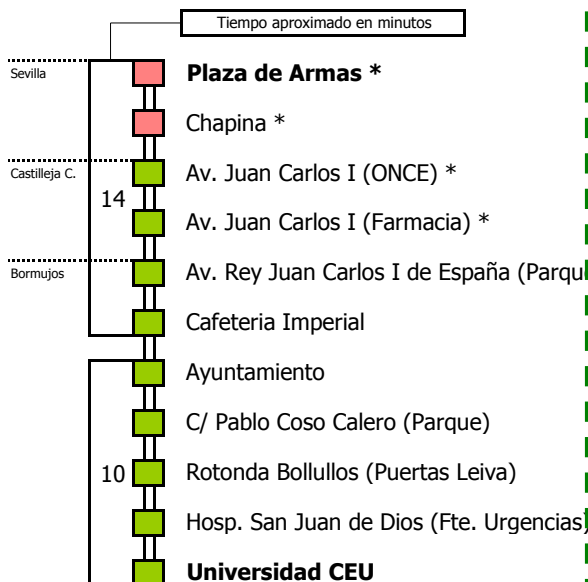 Tiempo aproximado en minutos
Sevilla
Plaza de Armas *
Chapina *
Castilleja C.
Av. Juan Carlos I (ONCE) *
14
Av. Juan Carlos I (Farmacia) *
Bormujos
Av. Rey Juan Carlos I de España (Parqu
Cafeteria Imperial
Ayuntamiento
C/ Pablo Coso Calero (Parque)
10
Rotonda Bollullos (Puertas Leiva)
Hosp. San Juan de Dios (Fte. Urgencias)
Universidad CEU